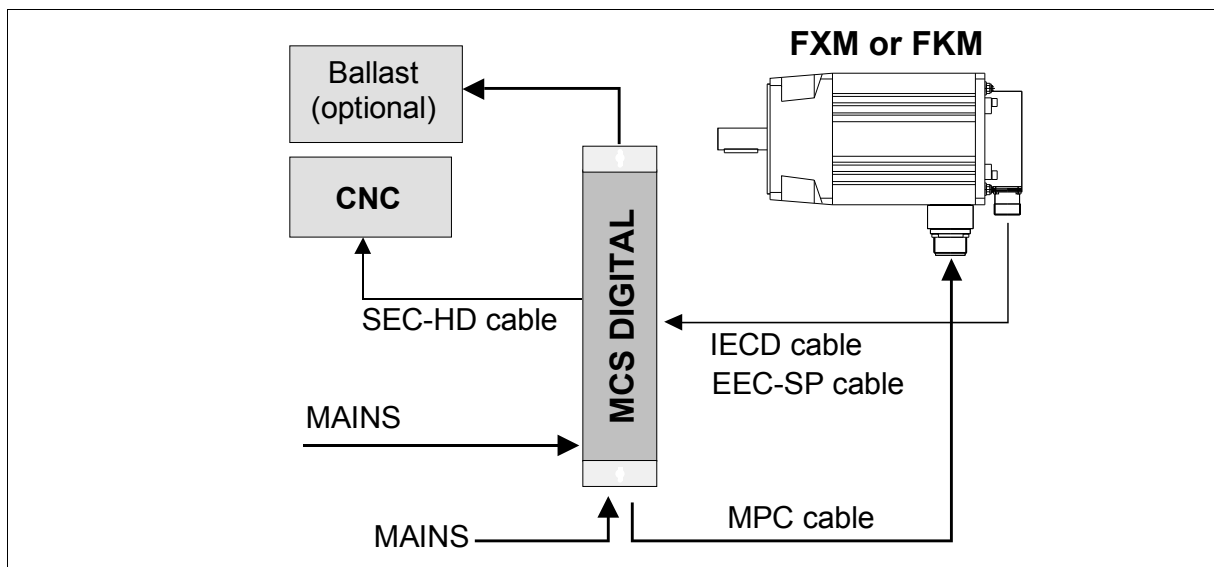 FXM or FKM
Ballast
(optional)
CNC
MCS DIGITAL
SEC-HD cable
IECD cable
EEC-SP cable
MAINS
MPC cable
MAINS